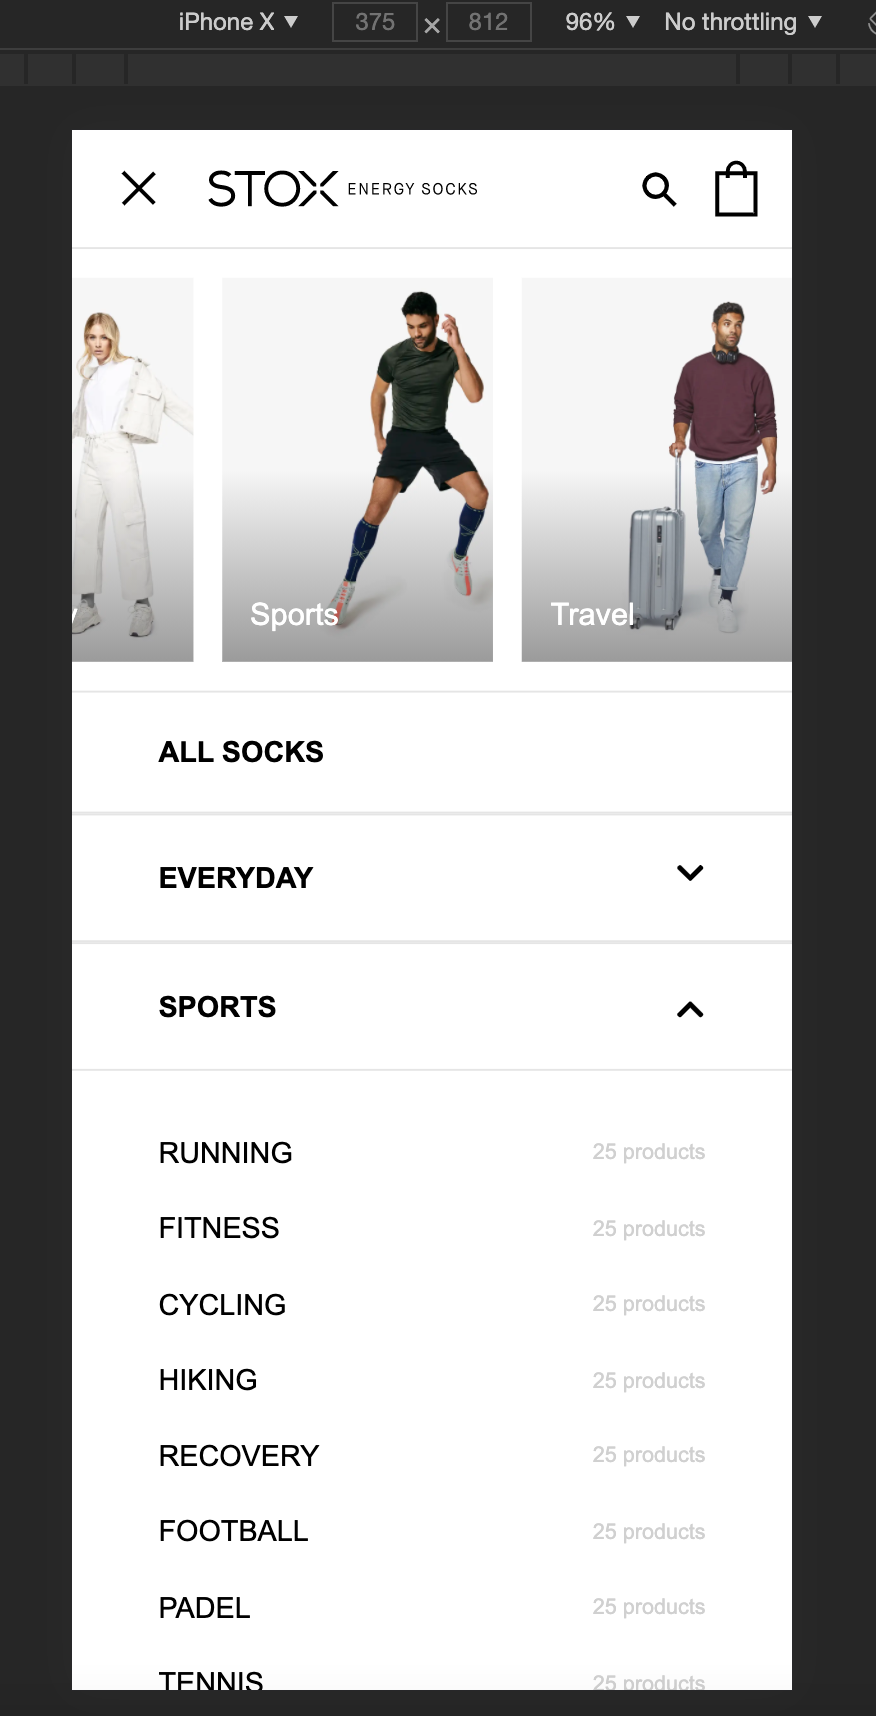 iPhone X 375 × 812 96% No throttling
STOX ENERGY SOCKS
y Sports Travel
ALL SOCKS
EVERYDAY
SPORTS
RUNNING 25 products
FITNESS 25 products
CYCLING 25 products
HIKING 25 products
RECOVERY 25 products
FOOTBALL 25 products
PADEL 25 products
TENNIS 25 products